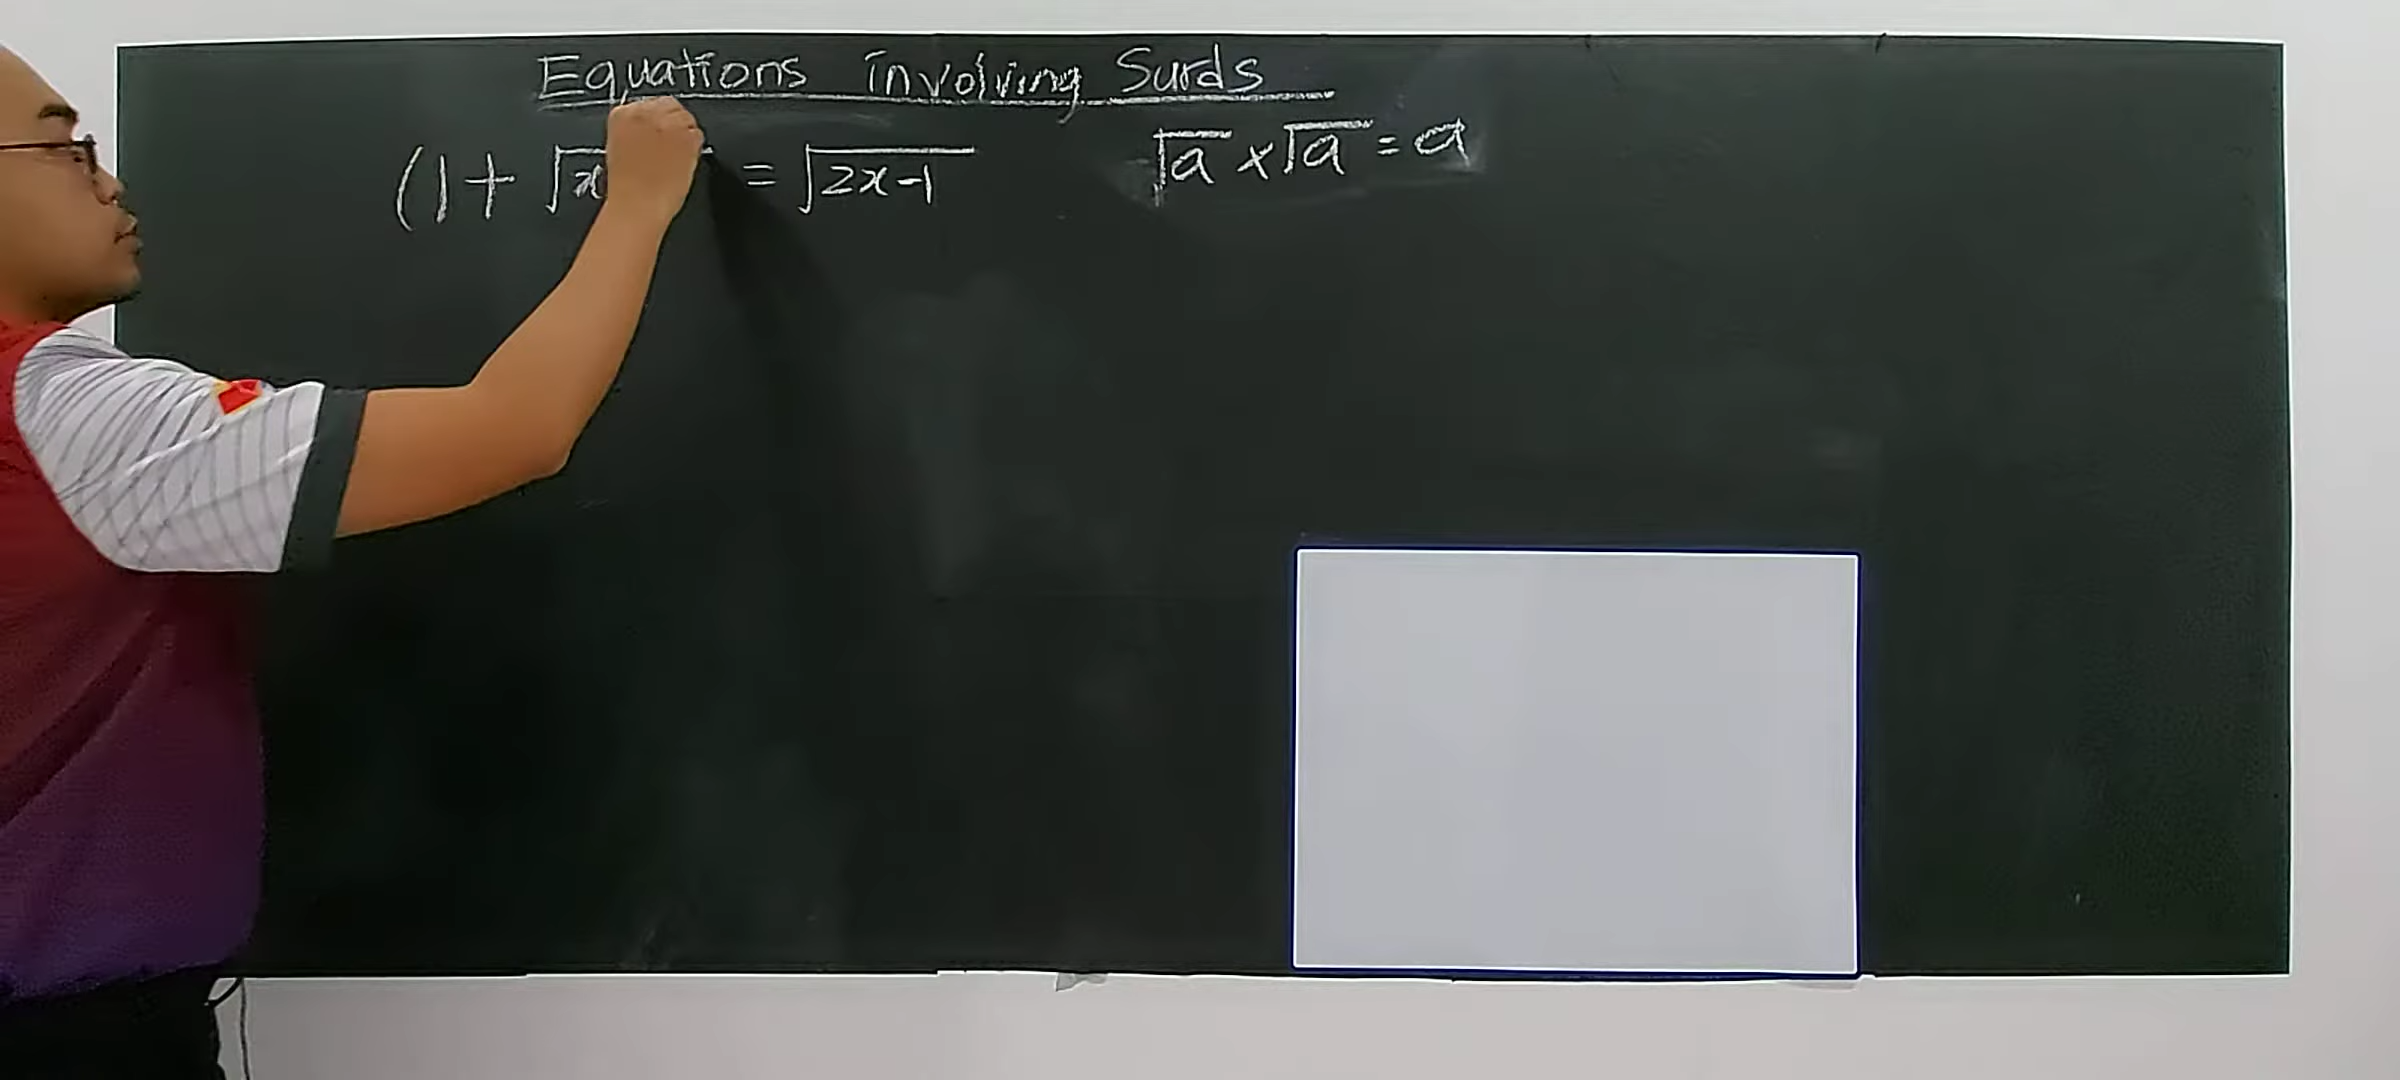 Equations involving Surds
(1 + √x = √2x-1
√a x √a = a